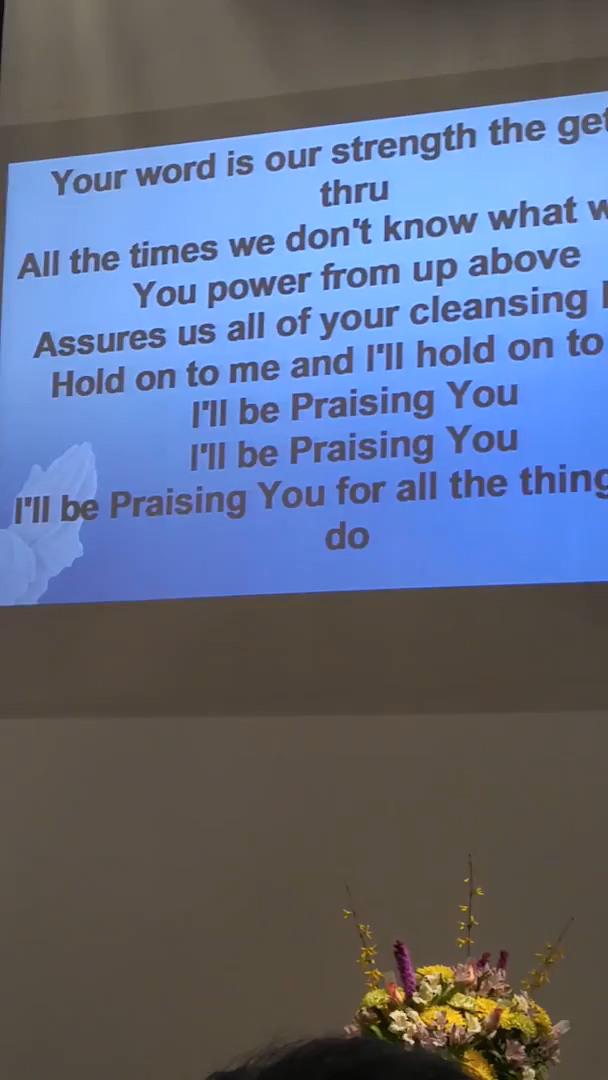 Your word is our strength the
thru
All the times we don't know what
You power from up above
Assures us all of your cleansing
Hold on to me and I'll hold on to
I'll be Praising You
I'll be Praising You
I'll be Praising You for all the
do